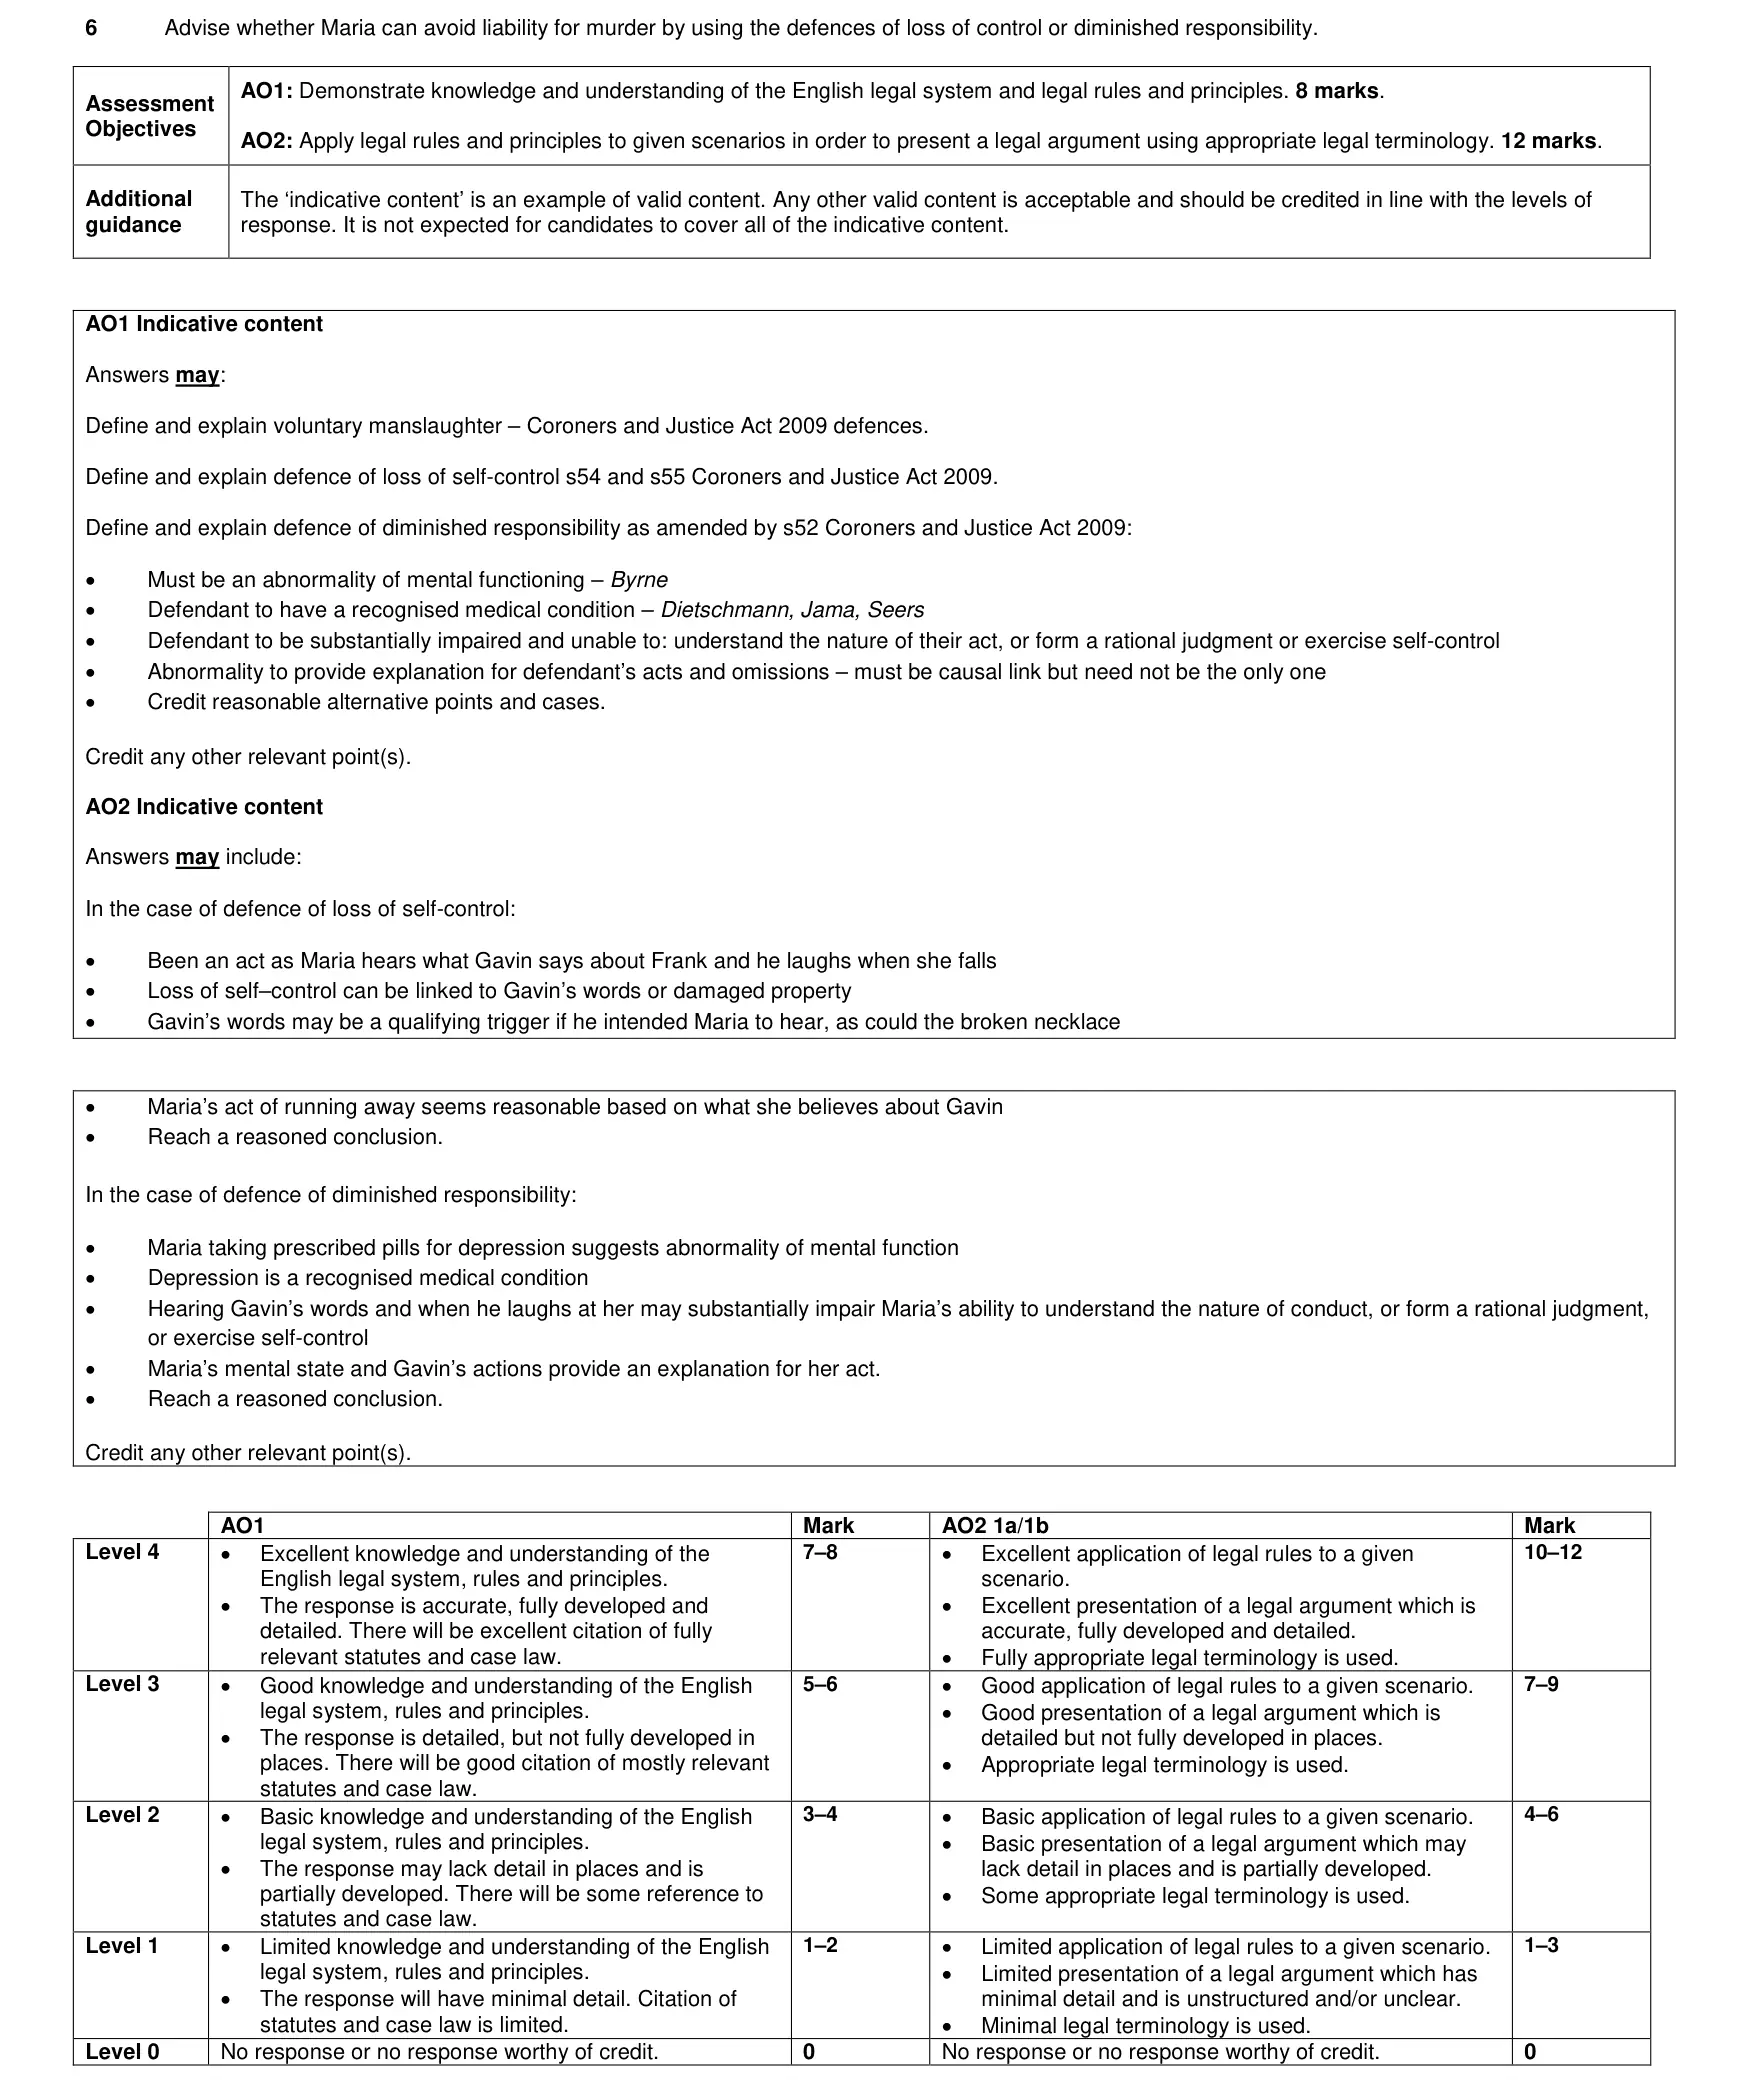 6 Advise whether Maria can avoid liability for murder by using the defences of loss of control or diminished responsibility.
Assessment
Objectives
AO1: Demonstrate knowledge and understanding of the English legal system and legal rules and principles. 8 marks.
AO2: Apply legal rules and principles to given scenarios in order to present a legal argument using appropriate legal terminology. 12 marks.
Additional
guidance
The ‘indicative content’ is an example of valid content. Any other valid content is acceptable and should be credited in line with the levels of
response. It is not expected for candidates to cover all of the indicative content.
AO1 Indicative content
Answers may:
Define and explain voluntary manslaughter – Coroners and Justice Act 2009 defences.
Define and explain defence of loss of self-control s54 and s55 Coroners and Justice Act 2009.
Define and explain defence of diminished responsibility as amended by s52 Coroners and Justice Act 2009:
• Must be an abnormality of mental functioning – Byrne
• Defendant to have a recognised medical condition – Dietschmann, Jama, Seers
• Defendant to be substantially impaired and unable to: understand the nature of their act, or form a rational judgment or exercise self-control
• Abnormality to provide explanation for defendant’s acts and omissions – must be causal link but need not be the only one
• Credit reasonable alternative points and cases.
Credit any other relevant point(s).
AO2 Indicative content
Answers may include:
In the case of defence of loss of self-control:
• Been an act as Maria hears what Gavin says about Frank and he laughs when she falls
• Loss of self–control can be linked to Gavin’s words or damaged property
• Gavin’s words may be a qualifying trigger if he intended Maria to hear, as could the broken necklace
• Maria’s act of running away seems reasonable based on what she believes about Gavin
• Reach a reasoned conclusion.
In the case of defence of diminished responsibility:
• Maria taking prescribed pills for depression suggests abnormality of mental function
• Depression is a recognised medical condition
• Hearing Gavin’s words and when he laughs at her may substantially impair Maria’s ability to understand the nature of conduct, or form a rational judgment,
or exercise self-control
• Maria’s mental state and Gavin’s actions provide an explanation for her act.
• Reach a reasoned conclusion.
Credit any other relevant point(s).
AO1 Mark AO2 1a/1b Mark
Level 4
• Excellent knowledge and understanding of the
English legal system, rules and principles.
• The response is accurate, fully developed and
detailed. There will be excellent citation of fully
relevant statutes and case law.
7–8
• Excellent application of legal rules to a given
scenario.
• Excellent presentation of a legal argument which is
accurate, fully developed and detailed.
• Fully appropriate legal terminology is used.
10–12
Level 3
• Good knowledge and understanding of the English
legal system, rules and principles.
• The response is detailed, but not fully developed in
places. There will be good citation of mostly relevant
statutes and case law.
5–6
• Good application of legal rules to a given scenario.
• Good presentation of a legal argument which is
detailed but not fully developed in places.
• Appropriate legal terminology is used.
7–9
Level 2
• Basic knowledge and understanding of the English
legal system, rules and principles.
• The response may lack detail in places and is
partially developed. There will be some reference to
statutes and case law.
3–4
• Basic application of legal rules to a given scenario.
• Basic presentation of a legal argument which may
lack detail in places and is partially developed.
• Some appropriate legal terminology is used.
4–6
Level 1
• Limited knowledge and understanding of the English
legal system, rules and principles.
• The response will have minimal detail. Citation of
statutes and case law is limited.
1–2
• Limited application of legal rules to a given scenario.
• Limited presentation of a legal argument which has
minimal detail and is unstructured and/or unclear.
• Minimal legal terminology is used.
1–3
Level 0
No response or no response worthy of credit.
0
No response or no response worthy of credit.
0